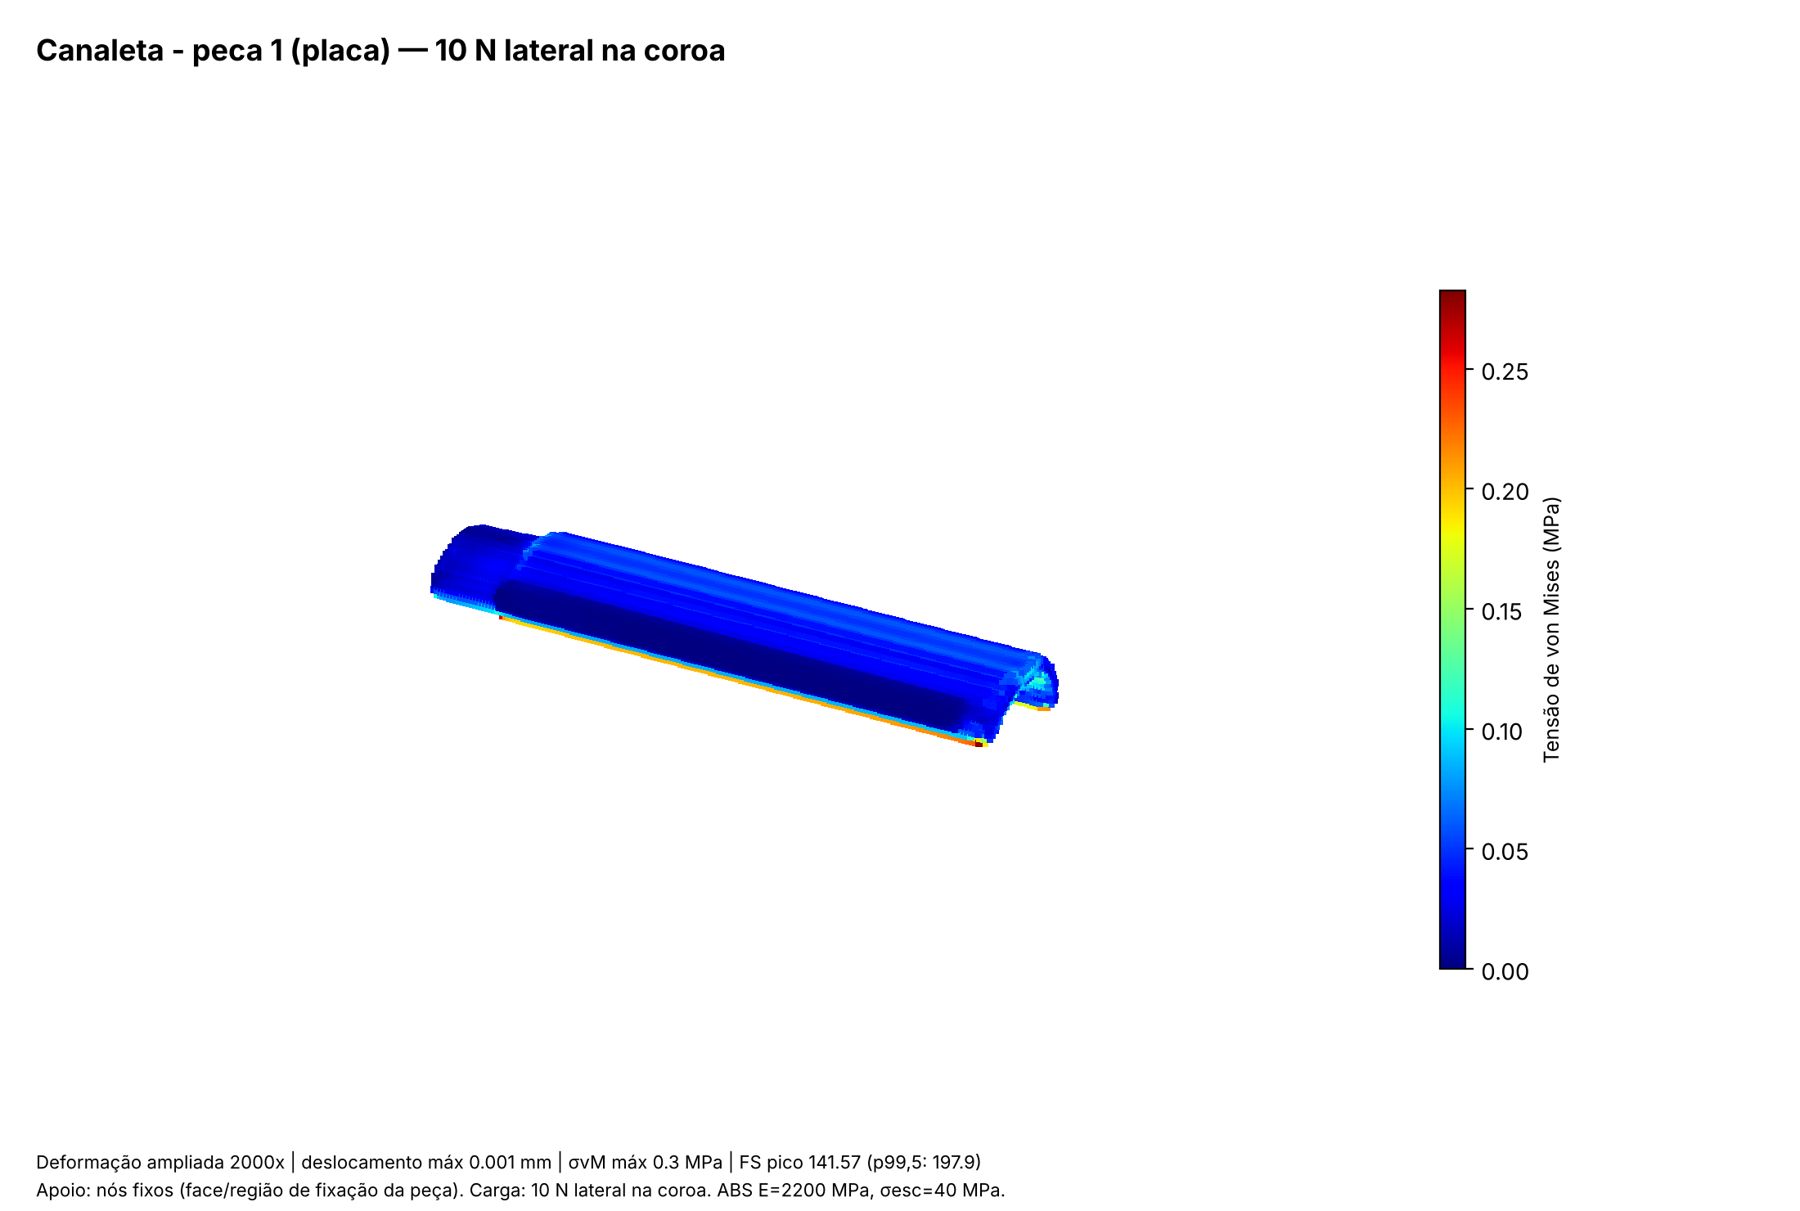 Canaleta - peca 1 (placa) — 10 N lateral na coroa
0.25
0.20
0.15
0.10
0.05
0.00
Tensão de von Mises (MPa)
Deformação ampliada 2000x | deslocamento máx 0.001 mm | σvM máx 0.3 MPa | FS pico 141.57 (p99,5: 197.9)
Apoio: nós fixos (face/região de fixação da peça). Carga: 10 N lateral na coroa. ABS E=2200 MPa, σesc=40 MPa.